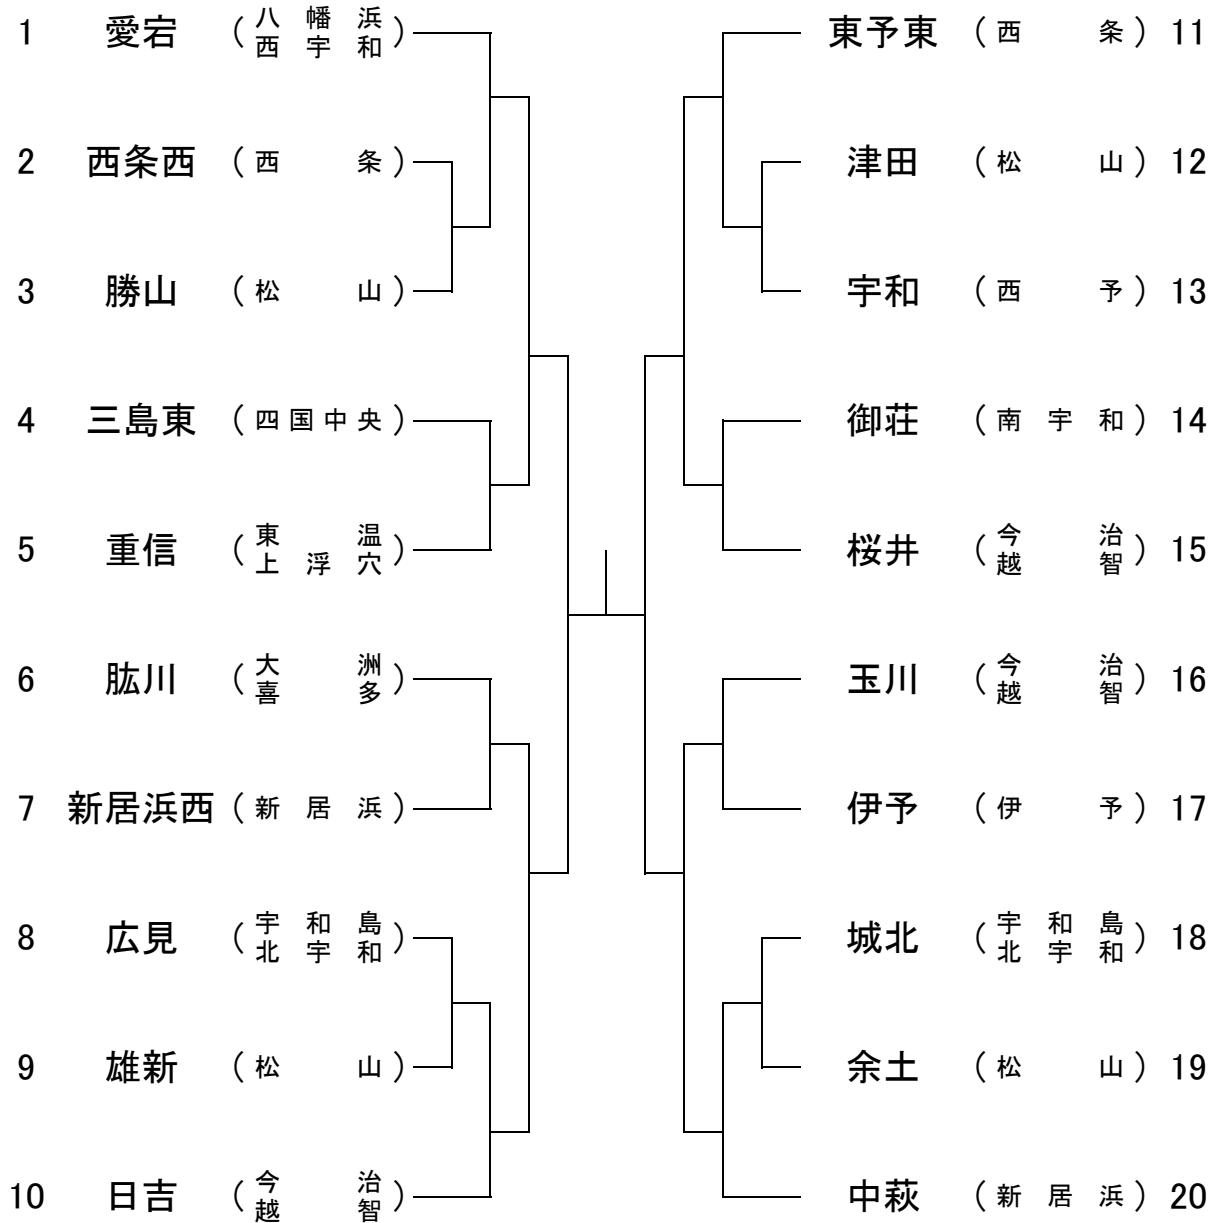 1 愛宕 (八幡浜 西宇和)
2 西条西 (西条)
3 勝山 (松山)
4 三島東 (四国中央)
5 重信 (東温 上浮穴)
6 肱川 (大洲 喜多)
7 新居浜西 (新居浜)
8 広見 (宇和島 北宇和)
9 雄新 (松山)
10 日吉 (今治 越智)
東予東 (西条) 11
津田 (松山) 12
宇和 (西予) 13
御荘 (南宇和) 14
桜井 (今治 越智) 15
玉川 (今治 越智) 16
伊予 (伊予) 17
城北 (宇和島 北宇和) 18
余土 (松山) 19
中萩 (新居浜) 20